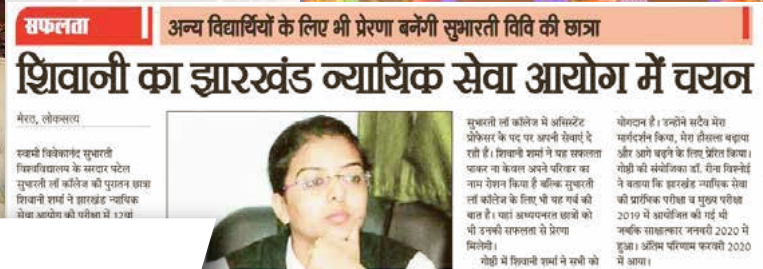 सफलता
अन्य विद्यार्थियों के लिए भी प्रेरणा बनेंगी सुभारती विवि की छात्रा
शिवानी का झारखंड न्यायिक सेवा आयोग में चयन
मेरठ, लोकसत्य
स्वामी विवेकानंद सुभारती
विश्वविद्यालय के सरदार पटेल
सुभारती लॉ कॉलेज की पुरातन छात्रा
शिवानी शर्मा ने झारखंड न्यायिक
सेवा आयोग की परीक्षा में 12वां
सुभारती लॉ कॉलेज में असिस्टेंट
प्रोफेसर के पद पर अपनी सेवाएं दे
रही हैं। शिवानी शर्मा ने यह सफलता
पाकर ना केवल अपने परिवार का
नाम रोशन किया है बल्कि सुभारती
लॉ कॉलेज के लिए भी यह गर्व की
बात है। यहां अध्ययनरत छात्रों को
भी उनकी सफलता से प्रेरणा
मिलेगी।
गोष्ठी में शिवानी शर्मा ने सभी को
योगदान है। उन्होंने सदैव मेरा
मार्गदर्शन किया, मेरा हौसला बढ़ाया
और आगे बढ़ने के लिए प्रेरित किया।
गोष्ठी की संयोजिका डॉ. रीना विश्नोई
ने बताया कि झारखंड न्यायिक सेवा
की प्रारंभिक परीक्षा व मुख्य परीक्षा
2019 में आयोजित की गई थी
जबकि साक्षात्कार जनवरी 2020 में
हुआ। अंतिम परिणाम फरवरी 2020
में आया।